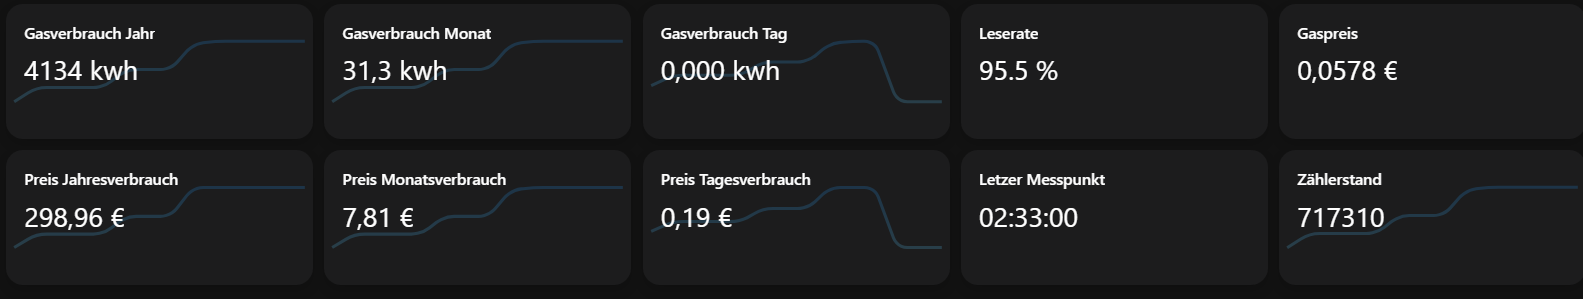 Gasverbrauch Jahr
4134 kwh
Gasverbrauch Monat
31,3 kwh
Gasverbrauch Tag
0,000 kwh
Leserate
95.5 %
Gaspreis
0,0578 €
Preis Jahresverbrauch
298,96 €
Preis Monatsverbrauch
7,81 €
Preis Tagesverbrauch
0,19 €
Letzer Messpunkt
02:33:00
Zählerstand
717310